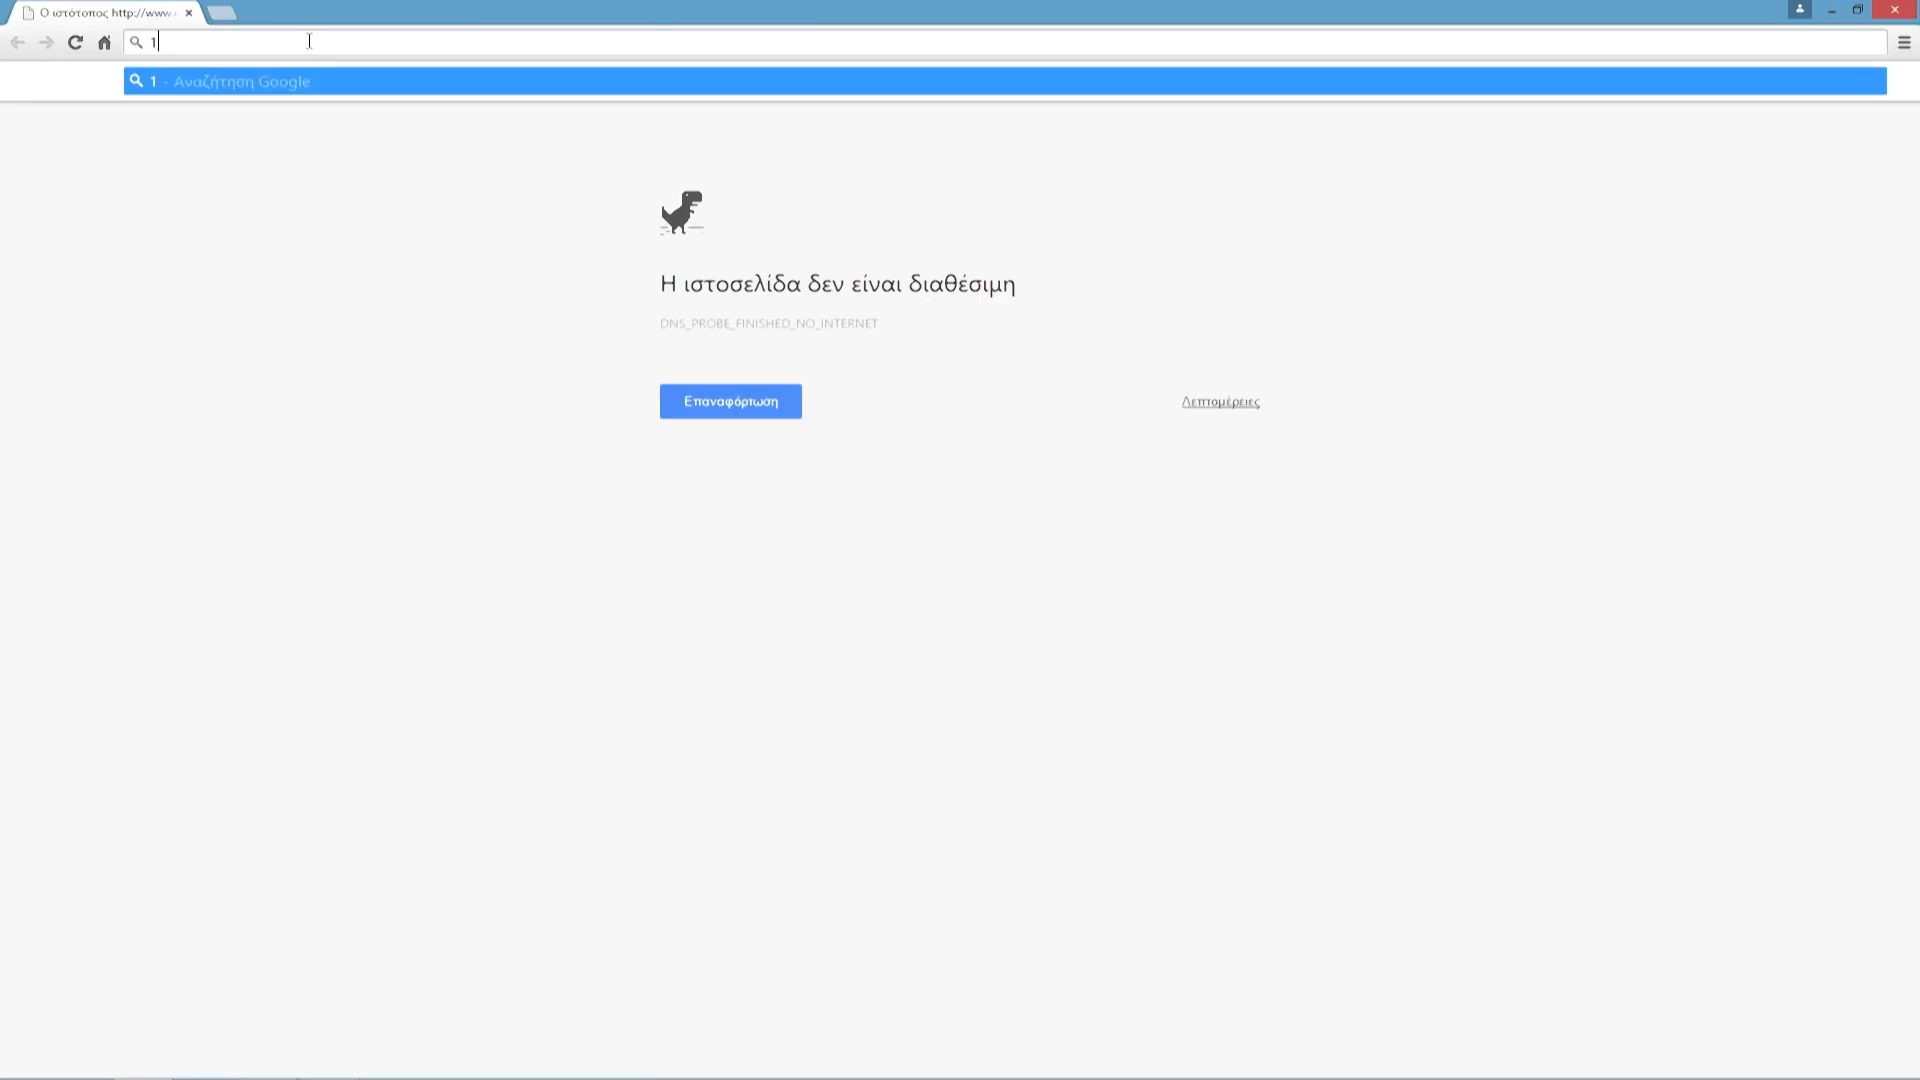 Ο ιστότοπος http://www.
1
1 - Αναζήτηση Google
Η ιστοσελίδα δεν είναι διαθέσιμη
DNS_PROBE_FINISHED_NO_INTERNET
Επαναφόρτωση
Λεπτομέρειες